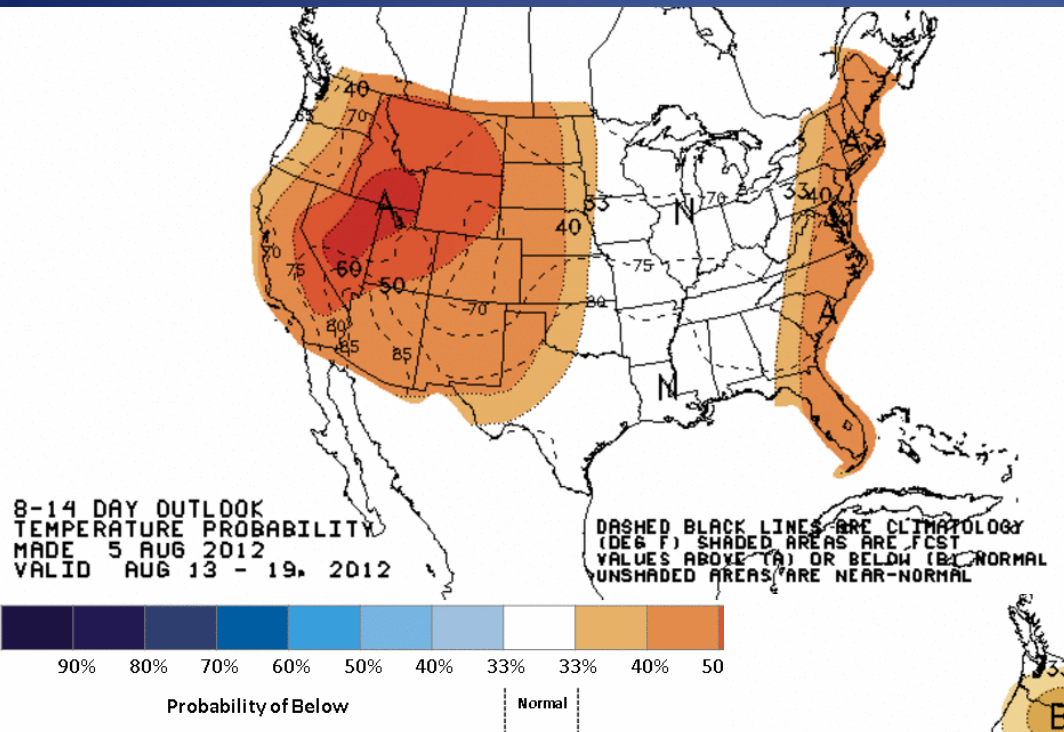 40
65
70
A
33
40
A
33
40
70
N
40
75
70
75
60
50
80
70
80
A
85
85
N
8-14 DAY OUTLOOK
TEMPERATURE PROBABILITY
MADE 5 AUG 2012
VALID AUG 13 - 19, 2012
DASHED BLACK LINES ARE CLIMATOLOGY
(DEG F) SHADED AREAS ARE FCST
VALUES ABOVE (A) OR BELOW (B) NORMAL
UNSHADED AREAS ARE NEAR-NORMAL
90% 80% 70% 60% 50% 40% 33% 33% 40% 50
Probability of Below Normal
33
B